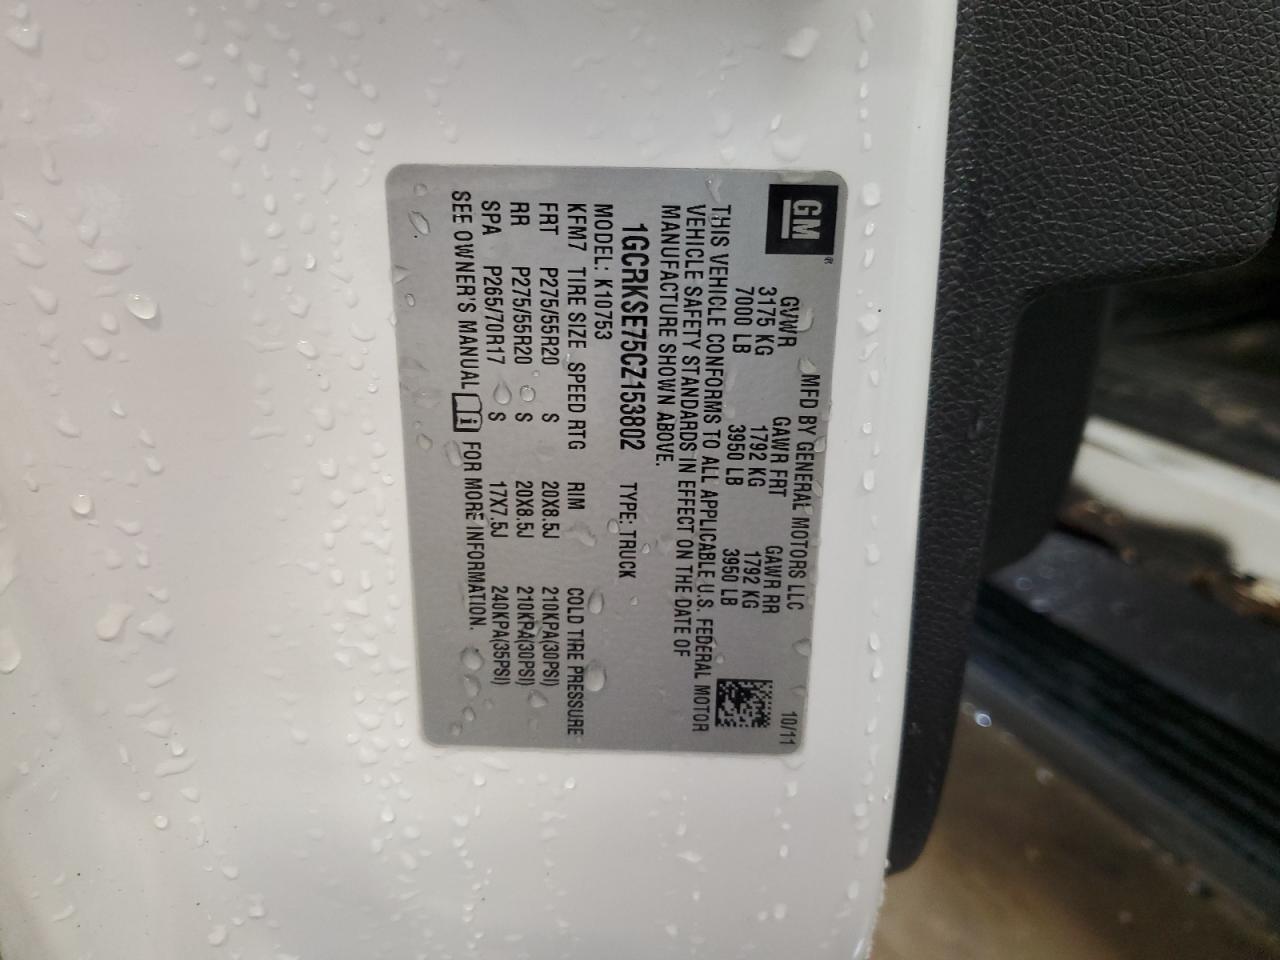 GM®
MFD BY GENERAL MOTORS LLC 10/11
GVWR GAWR FRT GAWR RR
3175 KG 1792 KG 1792 KG
7000 LB 3950 LB 3950 LB
THIS VEHICLE CONFORMS TO ALL APPLICABLE U.S. FEDERAL MOTOR
VEHICLE SAFETY STANDARDS IN EFFECT ON THE DATE OF
MANUFACTURE SHOWN ABOVE.
1GCRKSE75CZ153802 TYPE: TRUCK
MODEL: K10753
KFM7 TIRE SIZE SPEED RTG RIM COLD TIRE PRESSURE
FRT P275/55R20 S 20X8.5J 210KPA(30PSI)
RR P275/55R20 S 20X8.5J 210KPA(30PSI)
SPA P265/70R17 S 17X7.5J 240KPA(35PSI)
SEE OWNER'S MANUAL i FOR MORE INFORMATION.